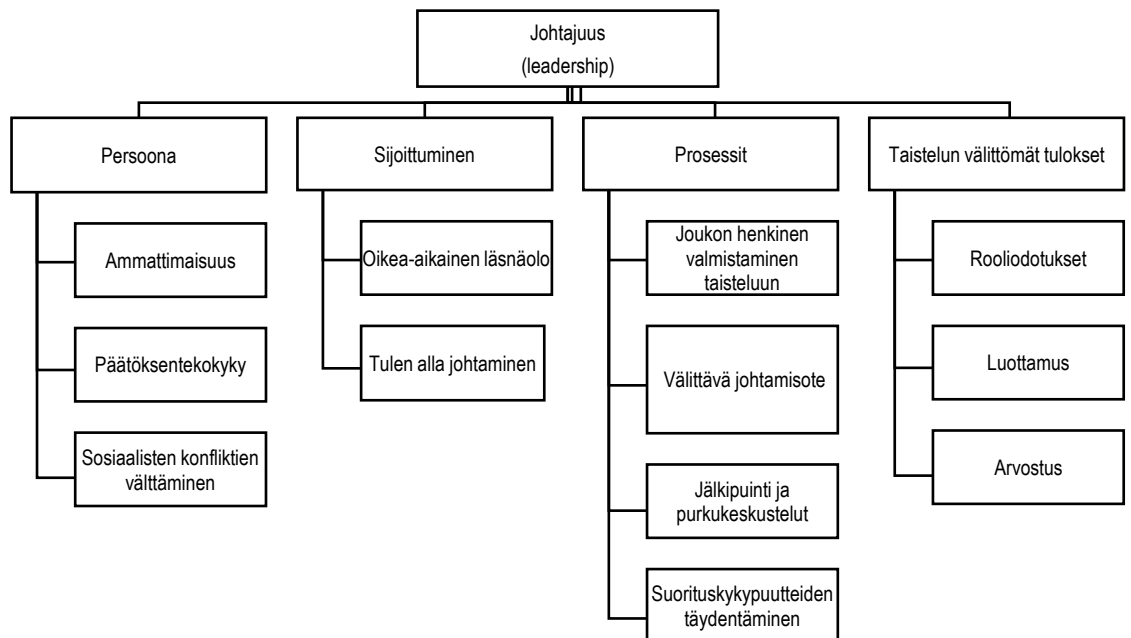 Johtajuus
(leadership)
Persoona
Sijoittuminen
Prosessit
Taistelun välittömät tulokset
Ammattimaisuus
Päätöksentekokyky
Sosiaalisten konfliktien
välttäminen
Oikea-aikainen läsnäolo
Tulen alla johtaminen
Joukon henkinen
valmistaminen
taisteluun
Välittävä johtamisote
Jälkipuinti ja
purkukeskustelut
Suorituskykypuutteiden
täydentäminen
Rooliodotukset
Luottamus
Arvostus